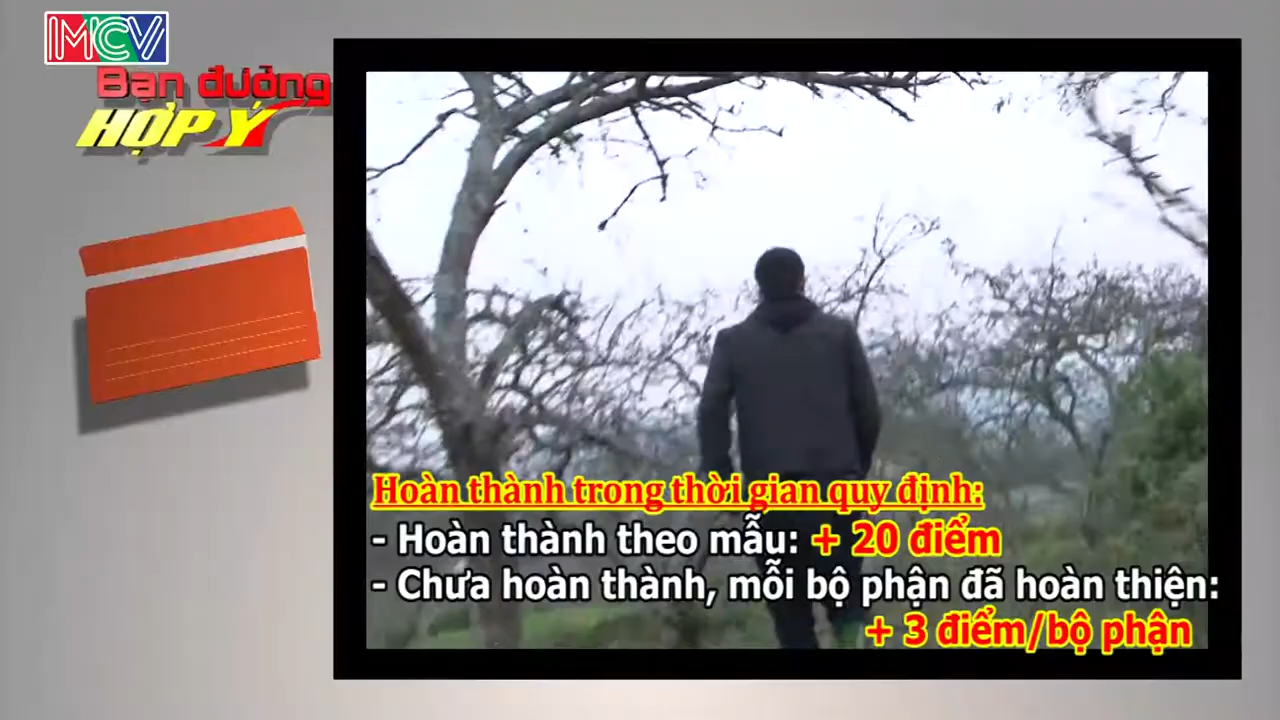 MCV
Bạn đường
HỢP Ý
Hoàn thành trong thời gian quy định:
- Hoàn thành theo mẫu: + 20 điểm
- Chưa hoàn thành, mỗi bộ phận đã hoàn thiện:
+ 3 điểm/bộ phận